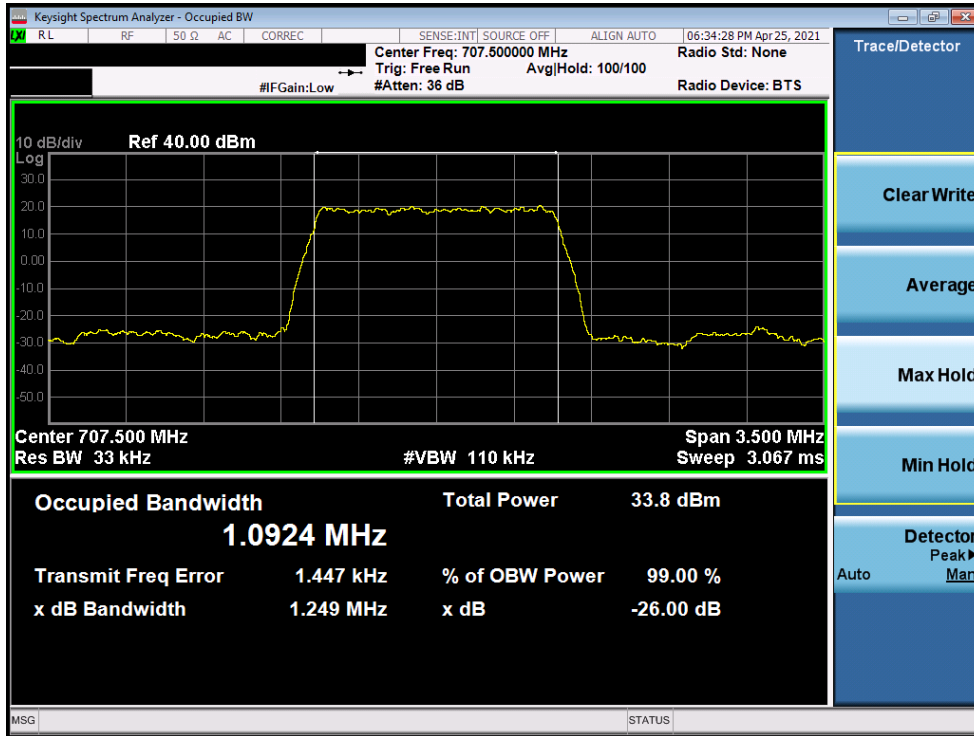 Keysight Spectrum Analyzer - Occupied BW
LXI RL RF 50 Ω AC CORREC SENSE:INT SOURCE OFF ALIGN AUTO 06:34:28 PM Apr 25, 2021
Center Freq: 707.500000 MHz Radio Std: None
Trig: Free Run Avg|Hold: 100/100
#IFGain:Low #Atten: 36 dB Radio Device: BTS
10 dB/div Ref 40.00 dBm
Log
30.0
20.0
10.0
0.00
-10.0
-20.0
-30.0
-40.0
-50.0
Center 707.500 MHz Span 3.500 MHz
Res BW 33 kHz #VBW 110 kHz Sweep 3.067 ms
Occupied Bandwidth Total Power 33.8 dBm
1.0924 MHz
Transmit Freq Error 1.447 kHz % of OBW Power 99.00 %
x dB Bandwidth 1.249 MHz x dB -26.00 dB
MSG STATUS
Trace/Detector
Clear Write
Average
Max Hold
Min Hold
Detector
Peak▶
Auto Man